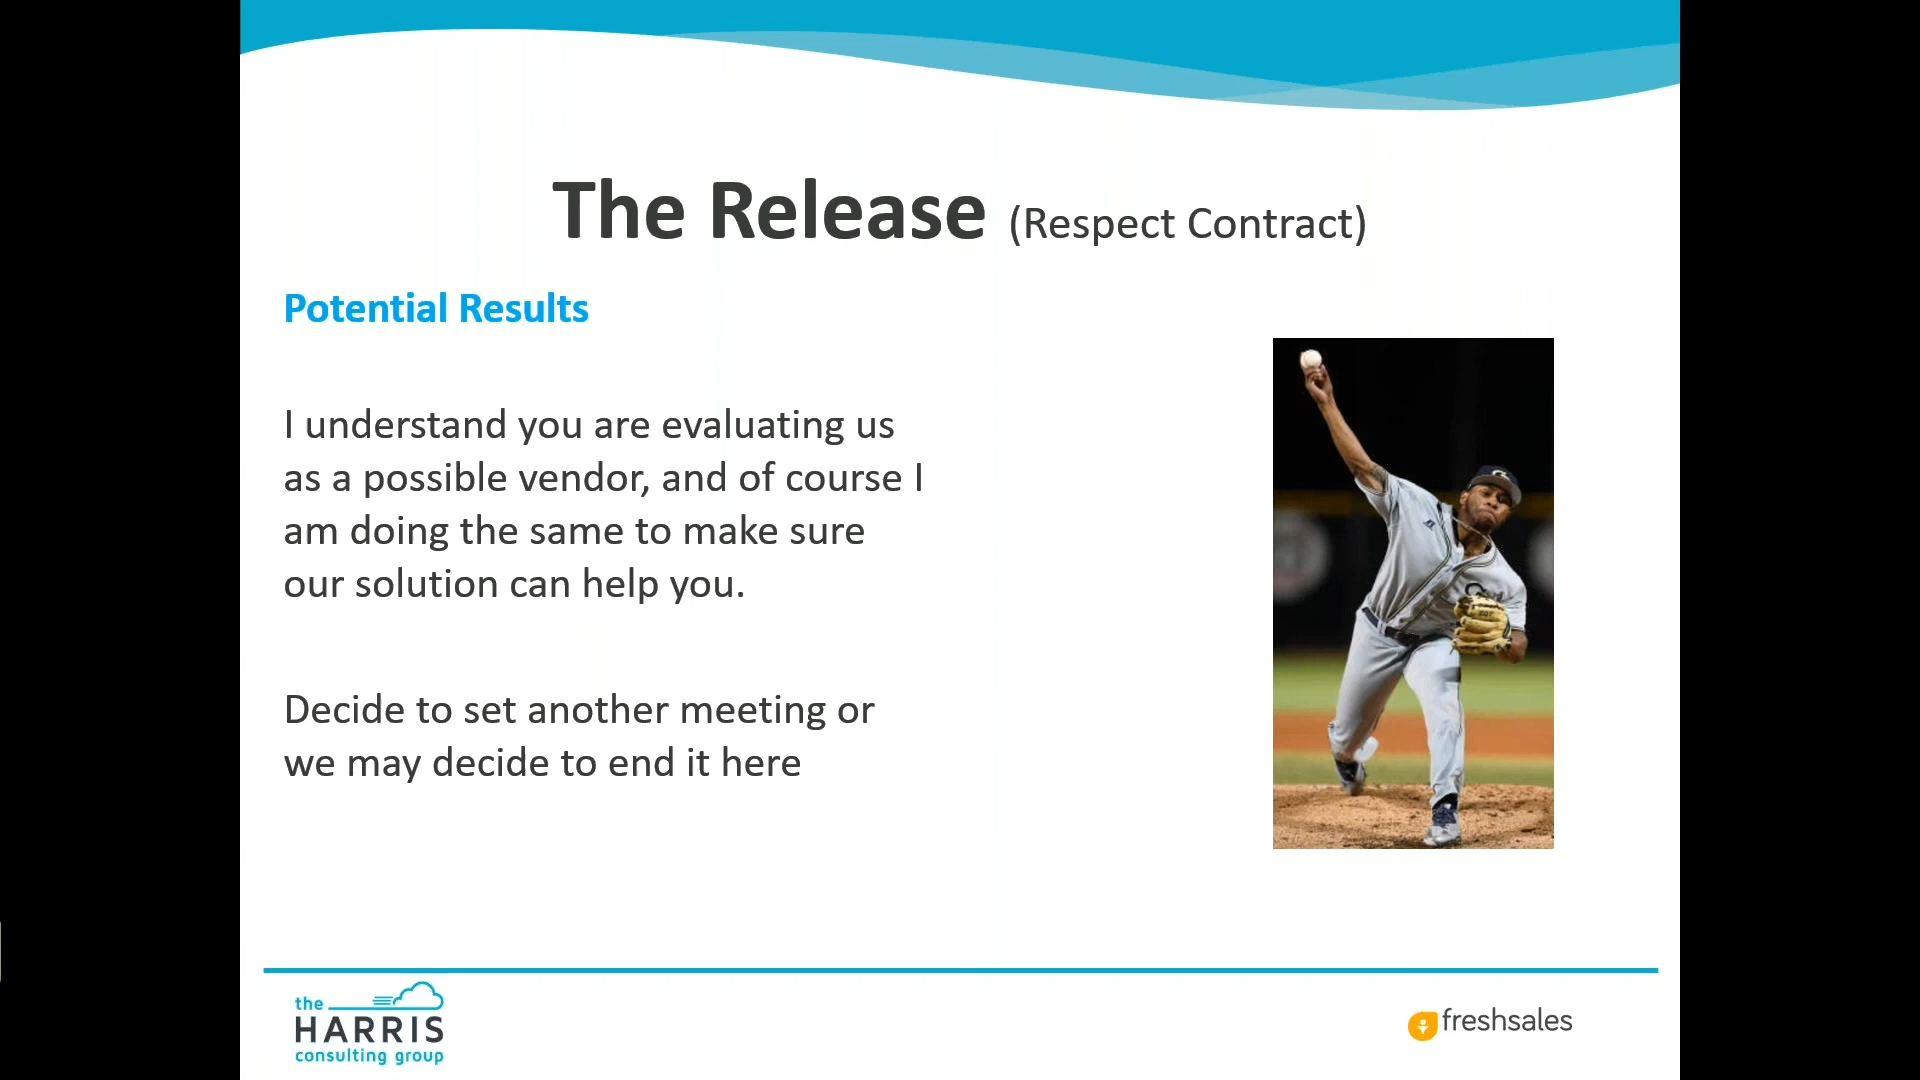 The Release (Respect Contract)
Potential Results
I understand you are evaluating us
as a possible vendor, and of course I
am doing the same to make sure
our solution can help you.
Decide to set another meeting or
we may decide to end it here
the
HARRIS
consulting group
freshsales